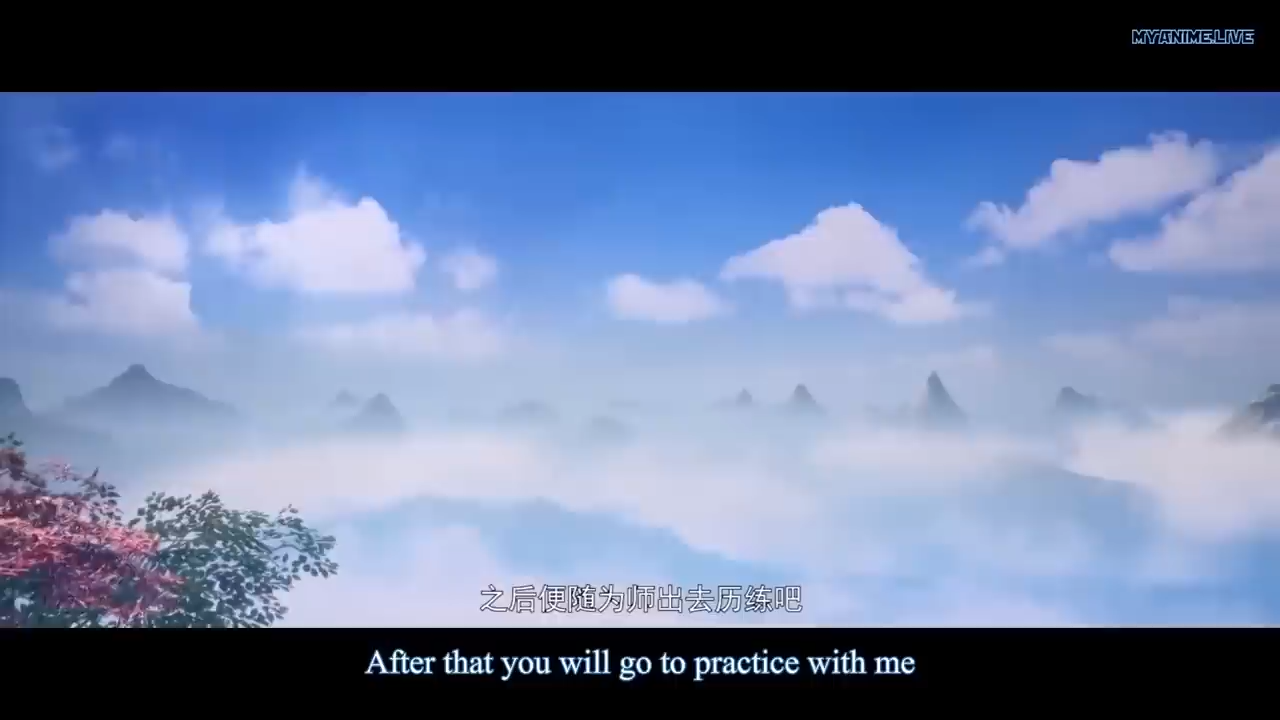 MYANIME.LIVE
之后便随为师出去历练吧
After that you will go to practice with me